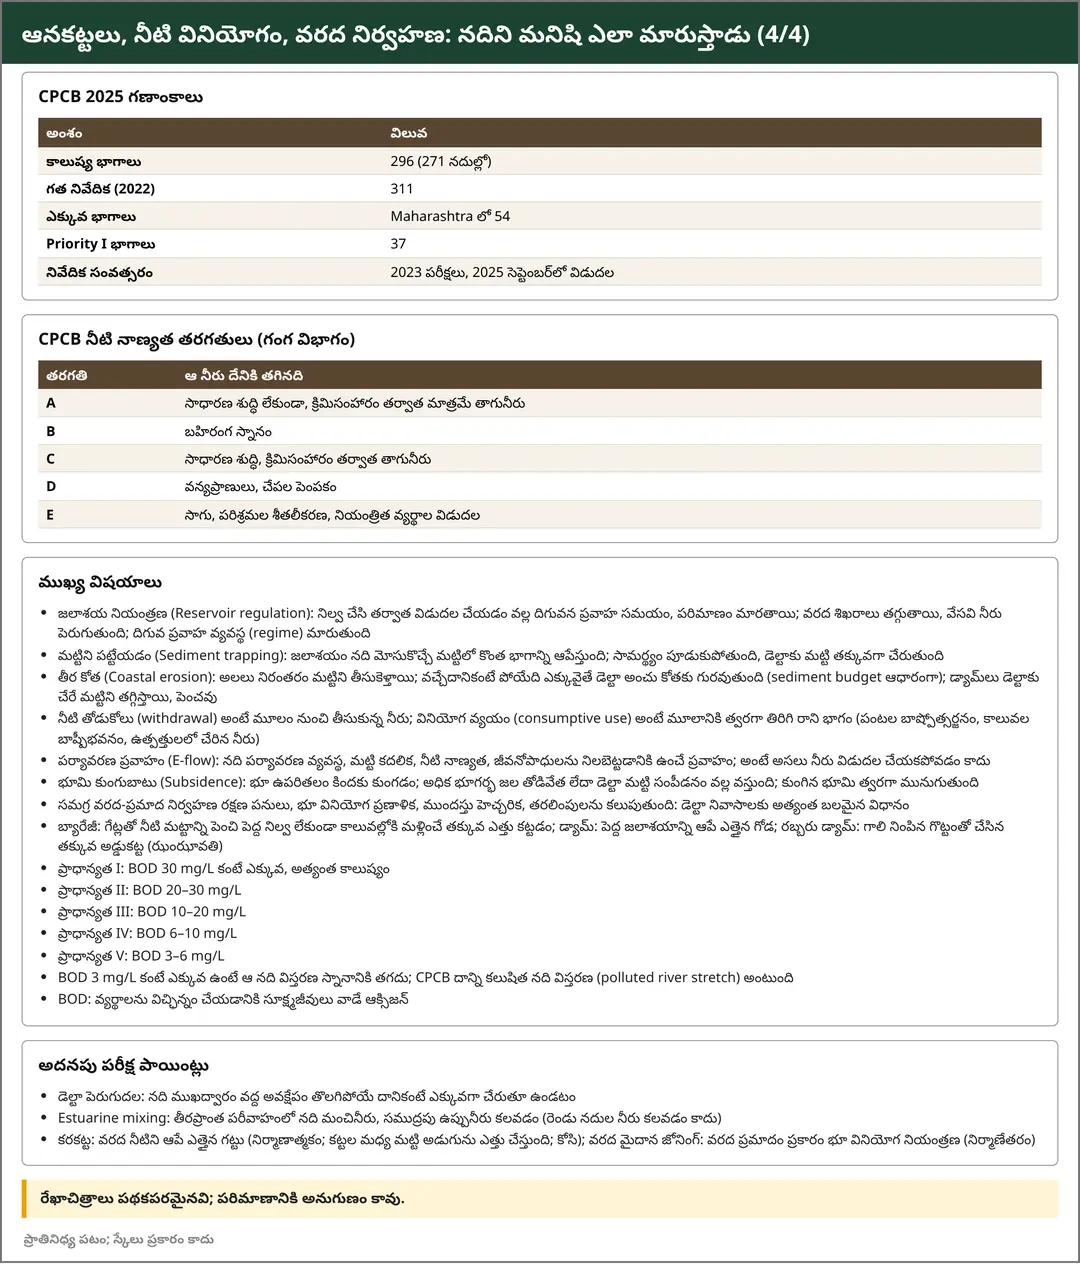 ఆనకట్టలు, నీటి వినియోగం, వరద నిర్వహణ: నదిని మనిషి ఎలా మారుస్తాడు (4/4)
CPCB 2025 గణాంకాలు
అంశం విలువ
కాలుష్య భాగాలు 296 (271 నదుల్లో)
గత నివేదిక (2022) 311
ఎక్కువ భాగాలు Maharashtra లో 54
Priority I భాగాలు 37
నివేదిక సంవత్సరం 2023 పరీక్షలు, 2025 సెప్టెంబర్‌లో విడుదల
CPCB నీటి నాణ్యత తరగతులు (గంగ విభాగం)
తరగతి ఆ నీరు దేనికి తగినది
A సాధారణ శుద్ధి లేకుండా, క్రిమిసంహారం తర్వాత మాత్రమే తాగునీరు
B బహిరంగ స్నానం
C సాధారణ శుద్ధి, క్రిమిసంహారం తర్వాత తాగునీరు
D వన్యప్రాణులు, చేపల పెంపకం
E సాగు, పరిశ్రమల శీతలీకరణ, నియంత్రిత వ్యర్థాల విడుదల
ముఖ్య విషయాలు
• జలాశయ నియంత్రణ (Reservoir regulation): నిల్వ చేసి తర్వాత విడుదల చేయడం వల్ల దిగువన ప్రవాహ సమయం, పరిమాణం మారతాయి; వరద శిఖరాలు తగ్గుతాయి, వేసవి నీరు
పెరుగుతుంది; దిగువ ప్రవాహ వ్యవస్థ (regime) మారుతుంది
• మట్టిని పట్టేయడం (Sediment trapping): జలాశయం నది మోసుకొచ్చే మట్టిలో కొంత భాగాన్ని ఆపేస్తుంది; సామర్థ్యం పూడుకుపోతుంది, డెల్టాకు మట్టి తక్కువగా చేరుతుంది
• తీర కోత (Coastal erosion): అలలు నిరంతరం మట్టిని తీసుకెళ్తాయి; వచ్చేదానికంటే పోయేది ఎక్కువైతే డెల్టా అంచు కోతకు గురవుతుంది (sediment budget ఆధారంగా); డ్యామ్‌లు డెల్టాకు
చేరే మట్టిని తగ్గిస్తాయి, పెంచవు
• నీటి తోడుకోలు (withdrawal) అంటే మూలం నుంచి తీసుకున్న నీరు; వినియోగ వ్యయం (consumptive use) అంటే మూలానికి త్వరగా తిరిగి రాని భాగం (పంటల బాష్పోత్సర్జనం, కాలువల
బాష్పీభవనం, ఉత్పత్తులలో చేరిన నీరు)
• పర్యావరణ ప్రవాహం (E-flow): నది పర్యావరణ వ్యవస్థ, మట్టి కదలిక, నీటి నాణ్యత, జీవనోపాధులను నిలబెట్టడానికి ఉంచే ప్రవాహం; అంటే అసలు నీరు విడుదల చేయకపోవడం కాదు
• భూమి కుంగుబాటు (Subsidence): భూ ఉపరితలం కిందకు కుంగడం; అధిక భూగర్భ జల తోడివేత లేదా డెల్టా మట్టి సంపీడనం వల్ల వస్తుంది; కుంగిన భూమి త్వరగా మునుగుతుంది
• సమగ్ర వరద-ప్రమాద నిర్వహణ రక్షణ పనులు, భూ వినియోగ ప్రణాళిక, ముందస్తు హెచ్చరిక, తరలింపులను కలుపుతుంది: డెల్టా నివాసాలకు అత్యంత బలమైన విధానం
• బ్యారేజీ: గేట్లతో నీటి మట్టాన్ని పెంచి పెద్ద నిల్వ లేకుండా కాలువల్లోకి మళ్లించే తక్కువ ఎత్తు కట్టడం; డ్యామ్: పెద్ద జలాశయాన్ని ఆపే ఎత్తైన గోడ; రబ్బరు డ్యామ్: గాలి నింపిన గొట్టంతో చేసిన
తక్కువ అడ్డుకట్ట (ఝంఝావతి)
• ప్రాధాన్యత I: BOD 30 mg/L కంటే ఎక్కువ, అత్యంత కాలుష్యం
• ప్రాధాన్యత II: BOD 20–30 mg/L
• ప్రాధాన్యత III: BOD 10–20 mg/L
• ప్రాధాన్యత IV: BOD 6–10 mg/L
• ప్రాధాన్యత V: BOD 3–6 mg/L
• BOD 3 mg/L కంటే ఎక్కువ ఉంటే ఆ నది విస్తరణ స్నానానికి తగదు; CPCB దాన్ని కలుషిత నది విస్తరణ (polluted river stretch) అంటుంది
• BOD: వ్యర్థాలను విచ్ఛిన్నం చేయడానికి సూక్ష్మజీవులు వాడే ఆక్సిజన్
అదనపు పరీక్ష పాయింట్లు
• డెల్టా పెరుగుదల: నది ముఖద్వారం వద్ద అవక్షేపం తొలగిపోయే దానికంటే ఎక్కువగా చేరుతూ ఉండటం
• Estuarine mixing: తీరప్రాంత పరీవాహంలో నది మంచినీరు, సముద్రపు ఉప్పునీరు కలవడం (రెండు నదుల నీరు కలవడం కాదు)
• కరకట్ట: వరద నీటిని ఆపే ఎత్తైన గట్టు (నిర్మాణాత్మకం; కట్టల మధ్య మట్టి అడుగును ఎత్తు చేస్తుంది; కోసి); వరద మైదాన జోనింగ్: వరద ప్రమాదం ప్రకారం భూ వినియోగ నియంత్రణ (నిర్మాణేతరం)
రేఖాచిత్రాలు పథకపరమైనవి; పరిమాణానికి అనుగుణం కావు.
ప్రాతినిధ్య పటం; స్కేలు ప్రకారం కాదు